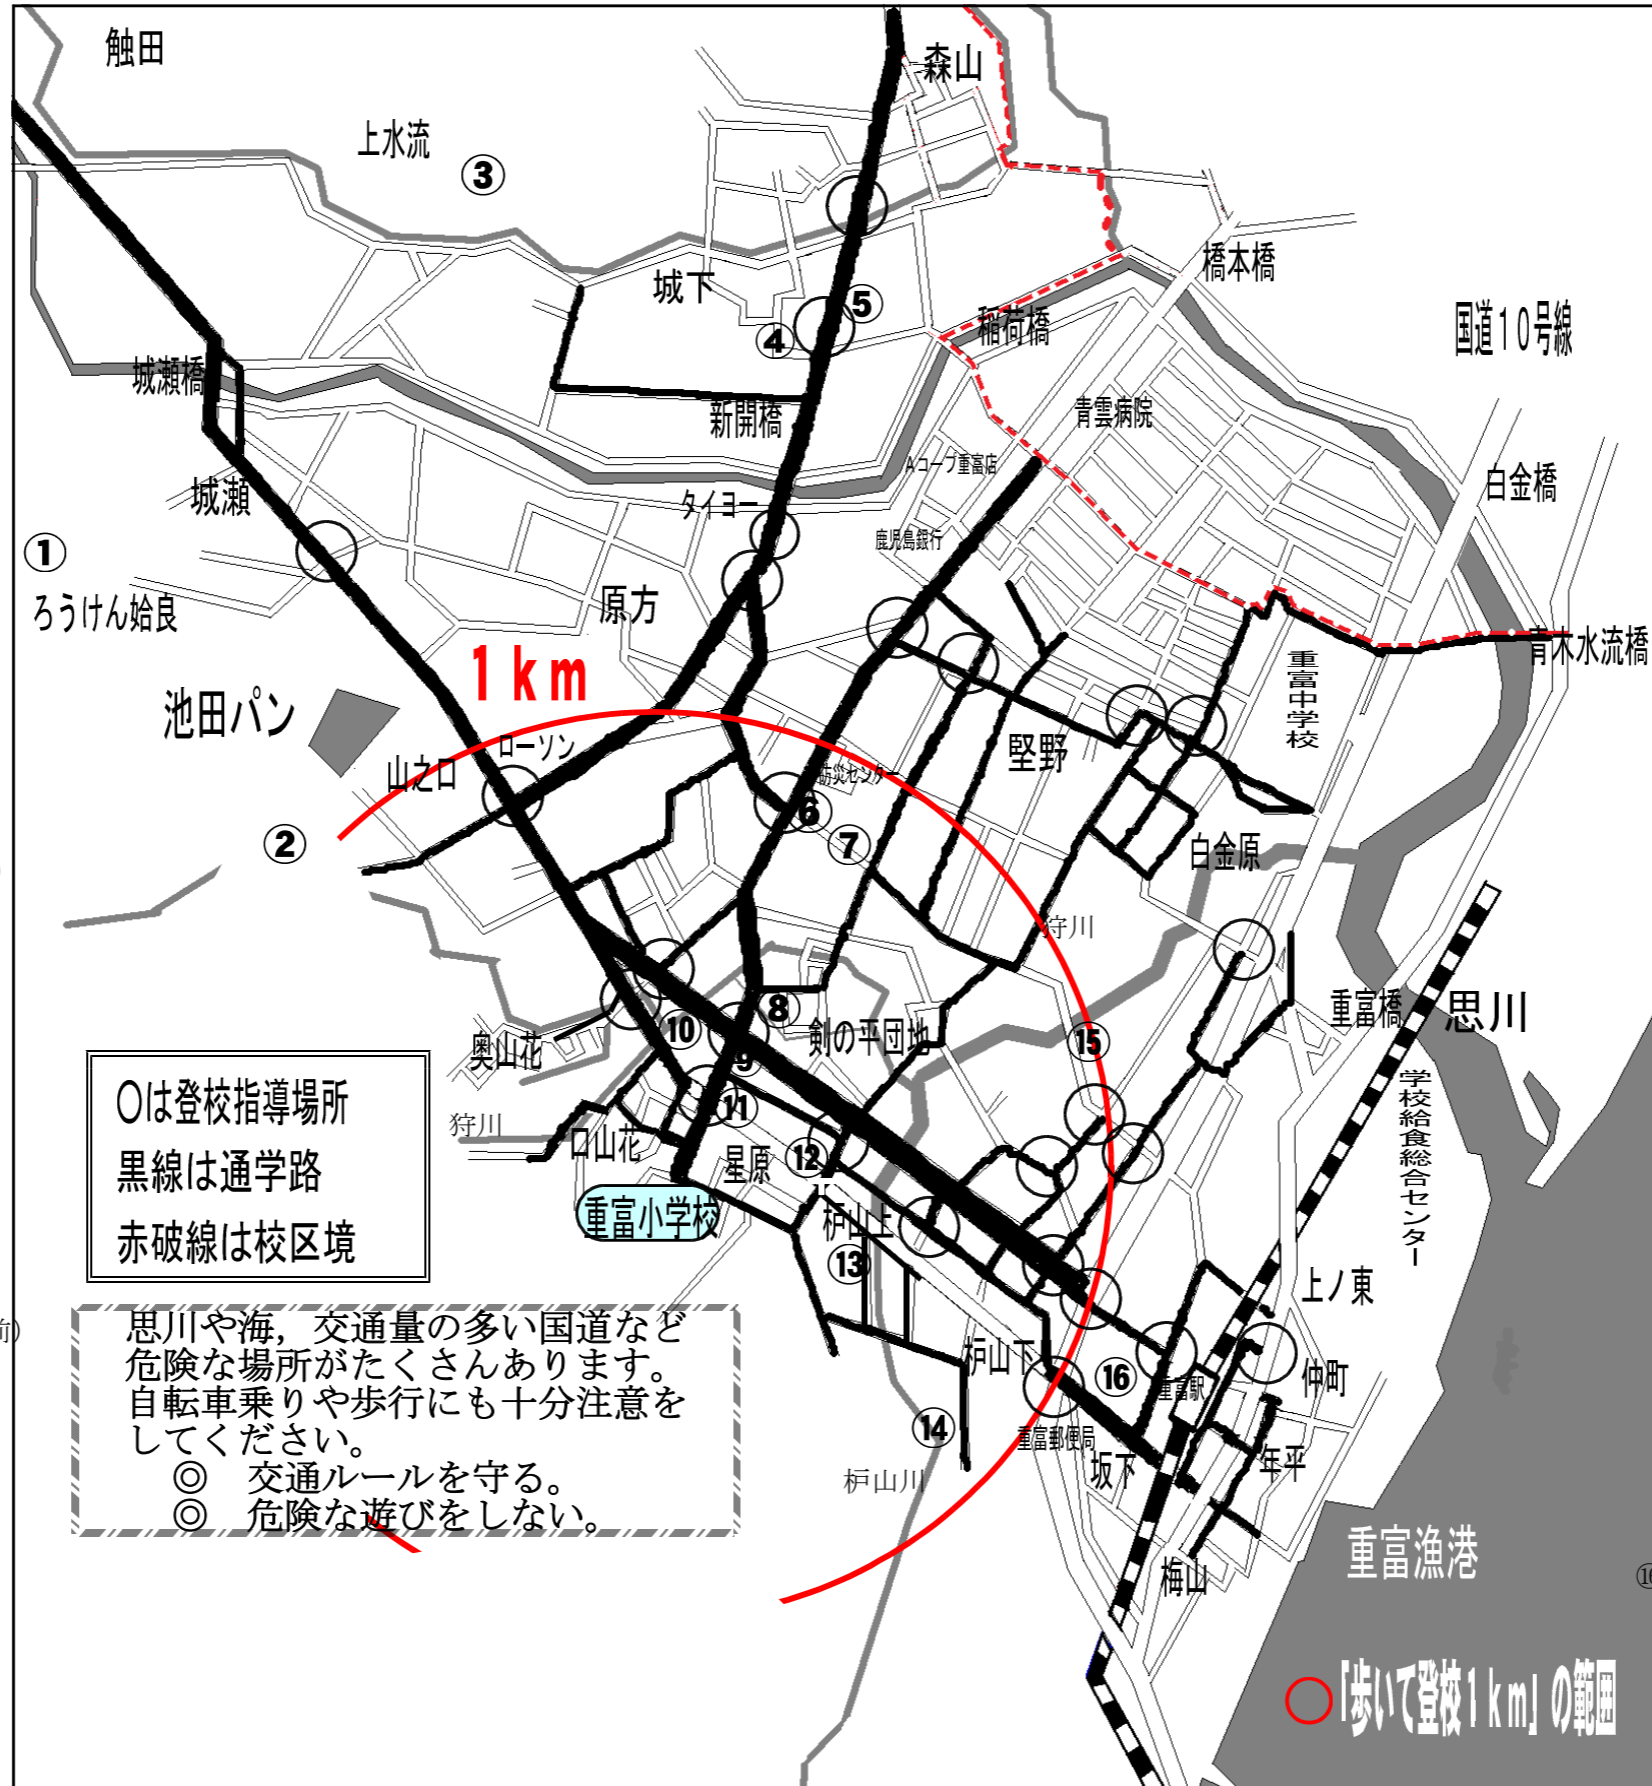 触田
森山
上水流
③
橋本橋
城下
⑤
稲荷橋
国道10号線
④
城瀬橋
新開橋
青雲病院
Aコープ重富店
白金橋
城瀬
タイヨー
鹿児島銀行
①
ろうけん姶良
原方
青木水流橋
1km
重富中学校
池田パン
ローソン
堅野
山之口
防災センター
⑥
②
⑦
白金原
狩川
⑧
重富橋
思川
⑩
剣の平団地
⑮
奥山花
⑨
学校給食総合センター
〇は登校指導場所
黒線は通学路
赤破線は校区境
⑪
狩川
口山花
星原
⑫
重富小学校
枦山上
⑬
上ノ東
前)
思川や海，交通量の多い国道など
危険な場所がたくさんあります。
自転車乗りや歩行にも十分注意を
してください。
◎ 交通ルールを守る。
◎ 危険な遊びをしない。
枦山下
⑯
重富駅
仲町
⑭
重富郵便局
坂下
年平
枦山川
重富漁港
梅山
○「歩いて登校1km」の範囲